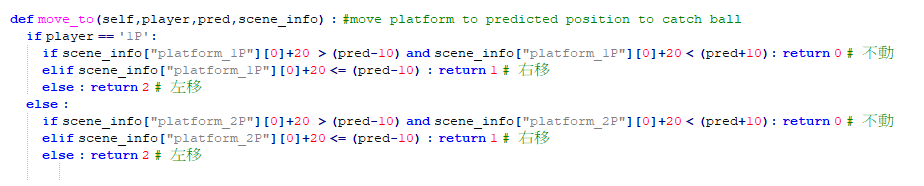 def move_to(self,player,pred,scene_info) : #move platform to predicted position to catch ball
if player == '1P':
if scene_info["platform_1P"][0]+20 > (pred-10) and scene_info["platform_1P"][0]+20 < (pred+10) : return 0 # 不動
elif scene_info["platform_1P"][0]+20 <= (pred-10) : return 1 # 右移
else : return 2 # 左移
else :
if scene_info["platform_2P"][0]+20 > (pred-10) and scene_info["platform_2P"][0]+20 < (pred+10) : return 0 # 不動
elif scene_info["platform_2P"][0]+20 <= (pred-10) : return 1 # 右移
else : return 2 # 左移